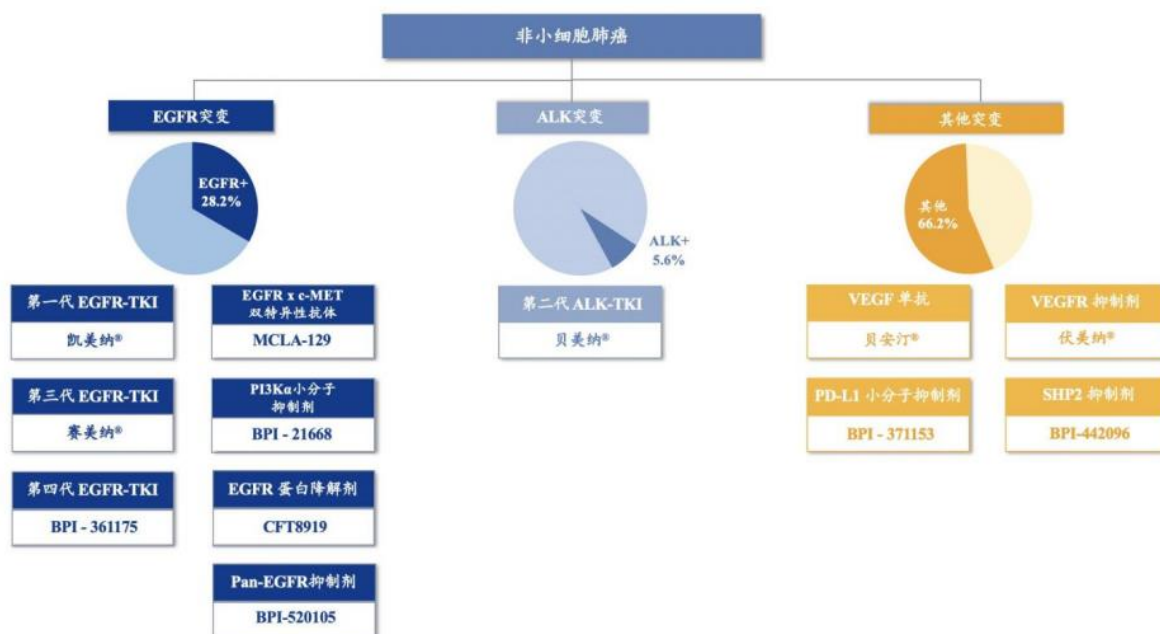 非小细胞肺癌
EGFR突变
EGFR+
28.2%
第一代 EGFR-TKI
凯美纳®
EGFR x c-MET
双特异性抗体
MCLA-129
第三代 EGFR-TKI
赛美纳®
PI3Kα小分子
抑制剂
BPI - 21668
第四代 EGFR-TKI
BPI - 361175
EGFR 蛋白降解剂
CFT8919
Pan-EGFR抑制剂
BPI-520105
ALK突变
ALK+
5.6%
第二代 ALK-TKI
贝美纳®
其他突变
其他
66.2%
VEGF 单抗
贝安汀®
VEGFR 抑制剂
伏美纳®
PD-L1 小分子抑制剂
BPI - 371153
SHP2 抑制剂
BPI-442096